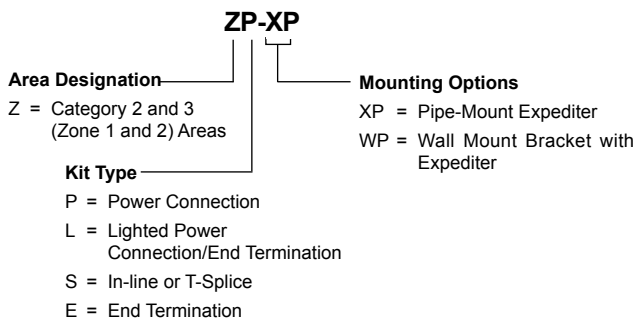 ZP-XP
Area Designation
Z = Category 2 and 3
(Zone 1 and 2) Areas
Kit Type
P = Power Connection
L = Lighted Power
Connection/End Termination
S = In-line or T-Splice
E = End Termination
Mounting Options
XP = Pipe-Mount Expediter
WP = Wall Mount Bracket with
Expediter